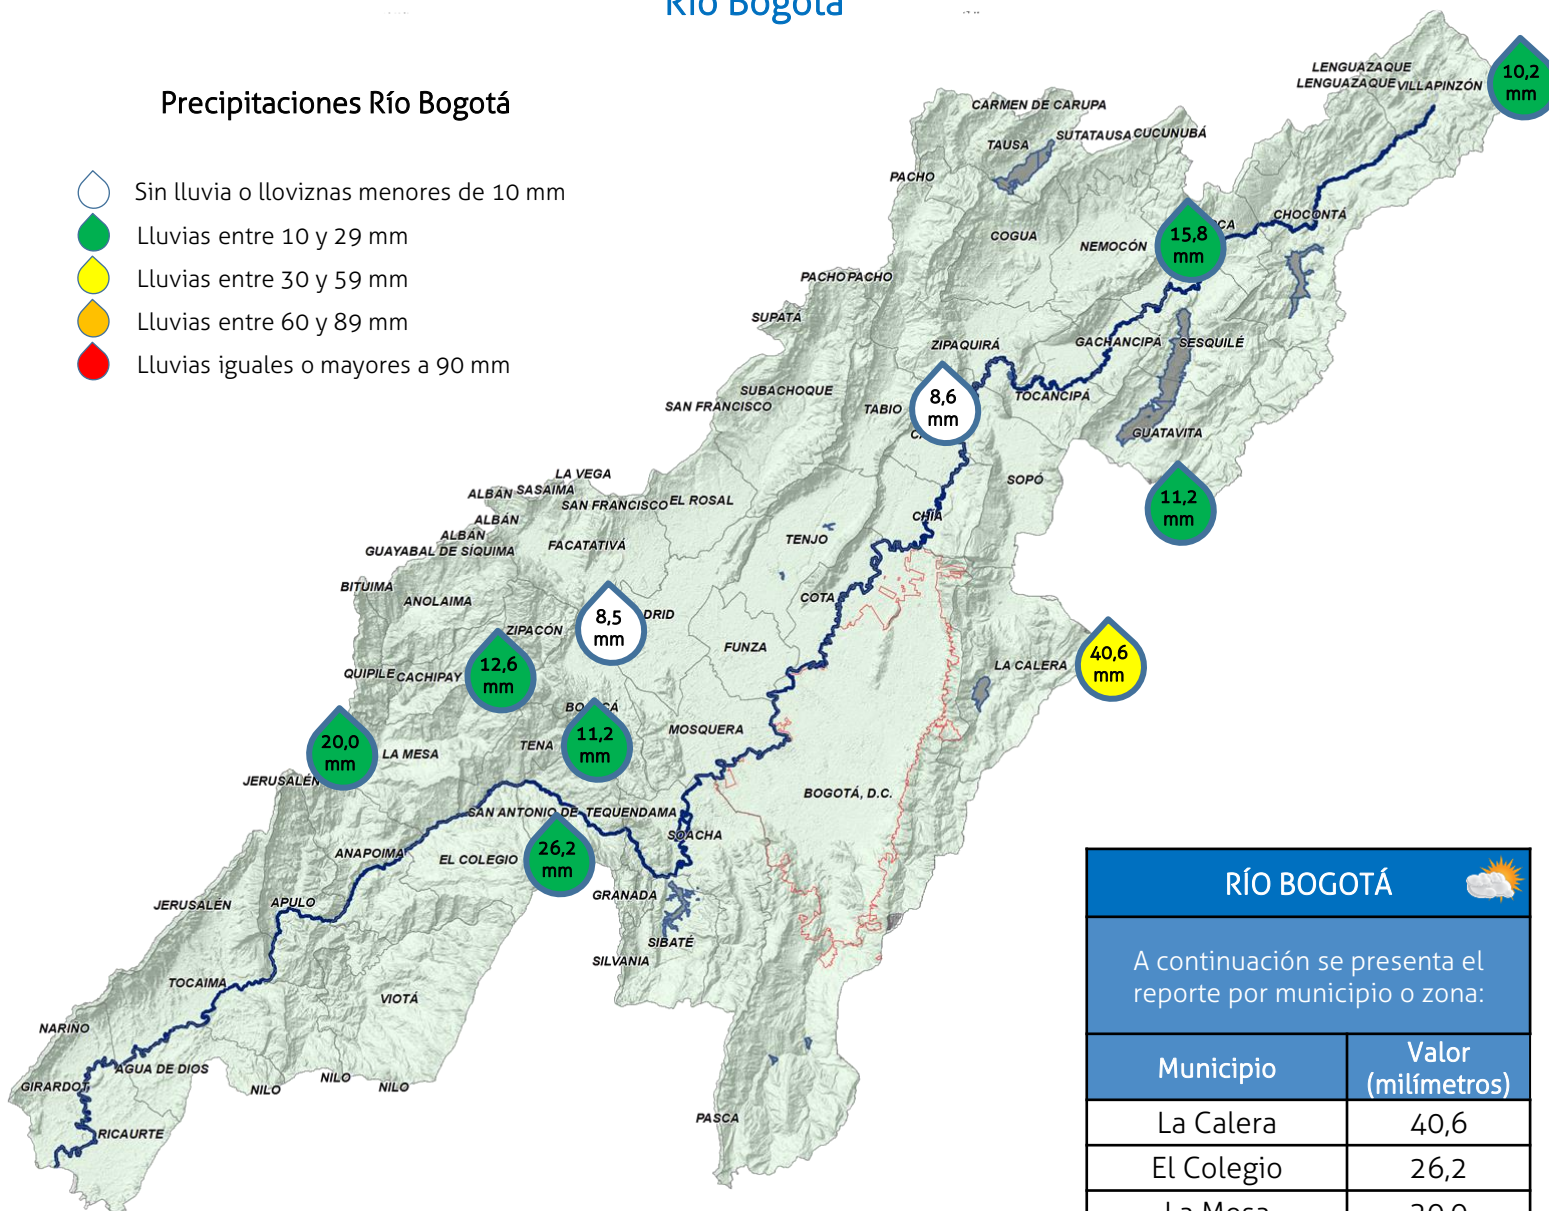 Río Bogotá
Precipitaciones Río Bogotá
Sin lluvia o lloviznas menores de 10 mm
Lluvias entre 10 y 29 mm
Lluvias entre 30 y 59 mm
Lluvias entre 60 y 89 mm
Lluvias iguales o mayores a 90 mm
LENGUAZAQUE
LENGUAZAQUE
VILLAPINZÓN
10,2
mm
CARMEN DE CARUPA
SUTATAUSA
CUCUNUBÁ
TAUSA
PACHO
CHOCONTÁ
COGUA
NEMOCÓN
15,8
mm
PACHO
PACHO
SUPATÁ
ZIPAQUIRÁ
GACHANCIPÁ
SESQUILÉ
SUBACHOQUE
SAN FRANCISCO
TABIO
8,6
mm
TOCANCIPÁ
GUATAVITA
LA VEGA
SOPÓ
ALBÁN
SASAIMA
SAN FRANCISCO
EL ROSAL
11,2
mm
ALBÁN
CHÍA
ALBÁN
TENJO
GUAYABAL DE SÍQUIMA
FACATATIVÁ
BITUIMA
ANOLAIMA
COTA
8,5
mm
ZIPACÓN
FUNZA
LA CALERA
40,6
mm
QUIPILE
CACHIPAY
12,6
mm
MOSQUERA
20,0
mm
LA MESA
TENA
11,2
mm
JERUSALÉN
BOGOTÁ, D.C.
SAN ANTONIO DE TEQUENDAMA
SOACHA
ANAPOIMA
EL COLEGIO
26,2
mm
GRANADA
JERUSALÉN
APULO
SIBATÉ
SILVANIA
TOCAIMA
VIOTÁ
NARIÑO
AGUA DE DIOS
GIRARDOT
NILO
NILO
NILO
RICAURTE
PASCA
RÍO BOGOTÁ
A continuación se presenta el
reporte por municipio o zona:
Municipio
Valor
(milímetros)
La Calera 40,6
El Colegio 26,2
La Mesa 20,0